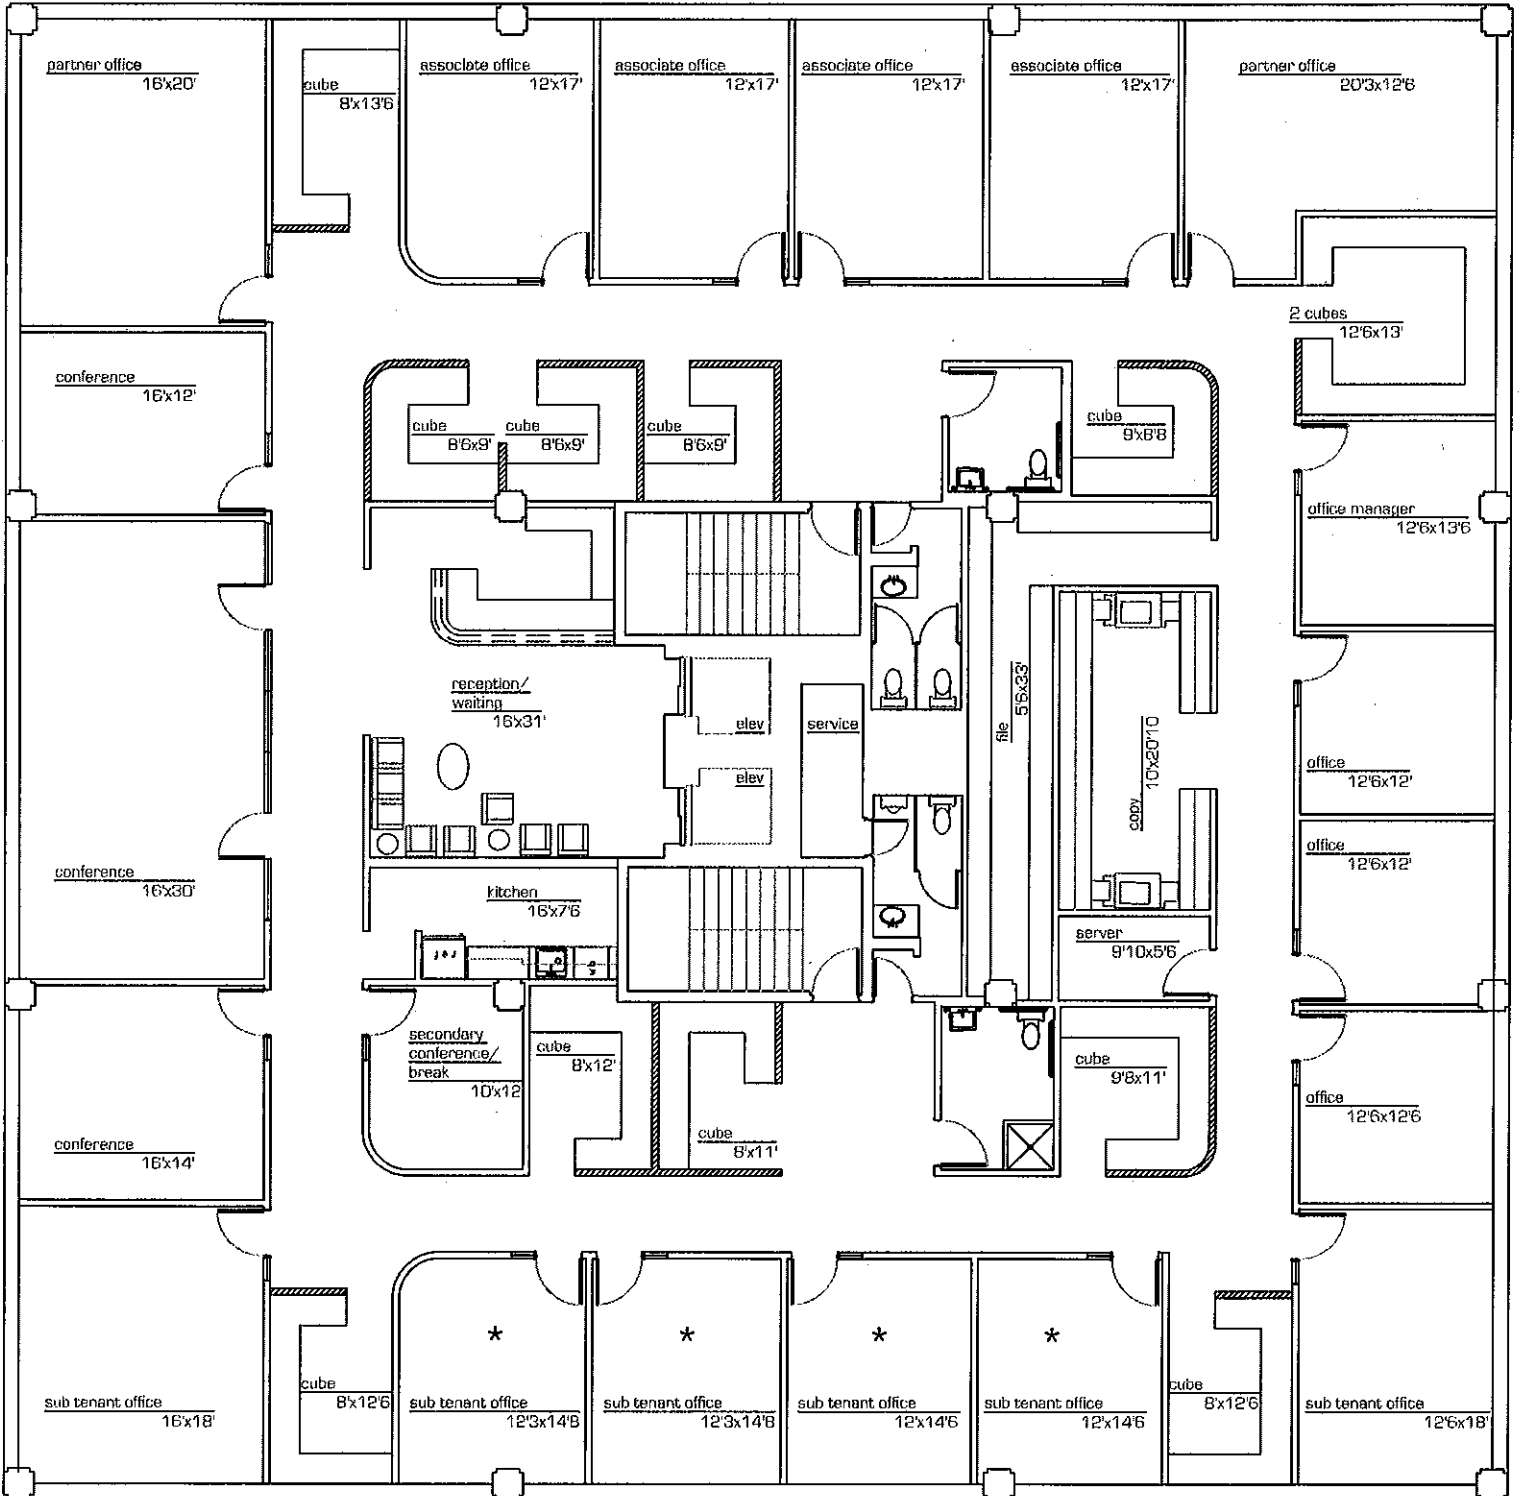 partner office
16'x20'
cube
8'x13'6
associate office
12'x17'
associate office
12'x17'
associate office
12'x17'
associate office
12'x17'
partner office
20'3x12'6
2 cubes
12'6x13'
conference
16'x12'
cube
8'6x9'
cube
8'6x9'
cube
8'6x9'
cube
9'x8'8
office manager
12'6x13'6
reception/
waiting
16'x31'
elev
elev
service
file
5'6x33'
copy
10'x20'10
office
12'6x12'
office
12'6x12'
conference
16'x30'
kitchen
16'x7'6
server
9'10x5'6
secondary
conference/
break
10'x12
cube
8'x12'
cube
8'x11'
cube
9'8x11'
office
12'6x12'6
conference
16'x14'
sub tenant office
16'x18'
cube
8'x12'6
*
sub tenant office
12'3x14'8
*
sub tenant office
12'3x14'8
*
sub tenant office
12'x14'6
*
sub tenant office
12'x14'6
cube
8'x12'6
sub tenant office
12'6x18'